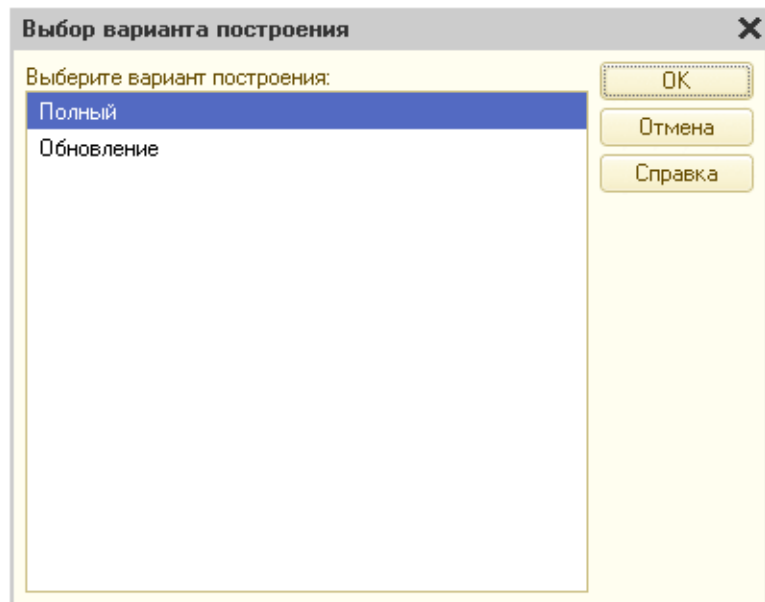 Выбор варианта построения
Выберите вариант построения:
Полный
Обновление
OK
Отмена
Справка